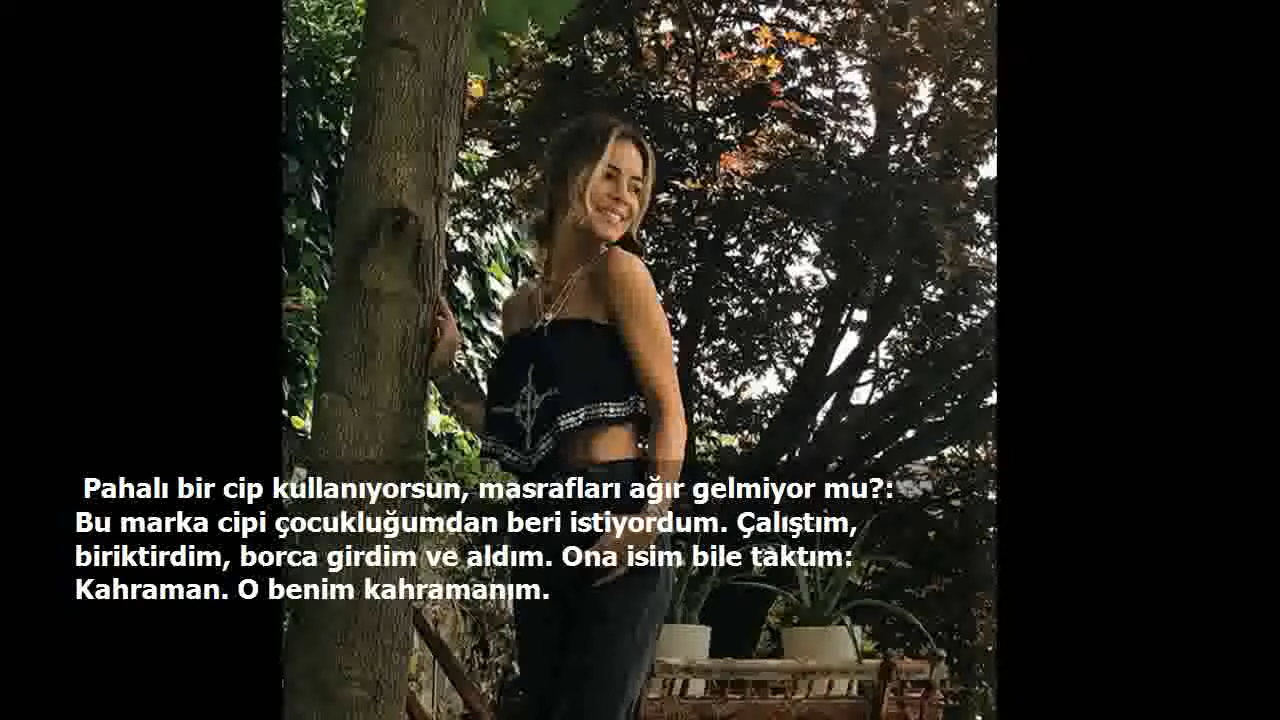 Pahalı bir cip kullanıyorsun, masrafları ağır gelmiyor mu?:
Bu marka cipi çocukluğumdan beri istiyordum. Çalıştım,
biriktirdim, borca girdim ve aldım. Ona isim bile taktım:
Kahraman. O benim kahramanım.